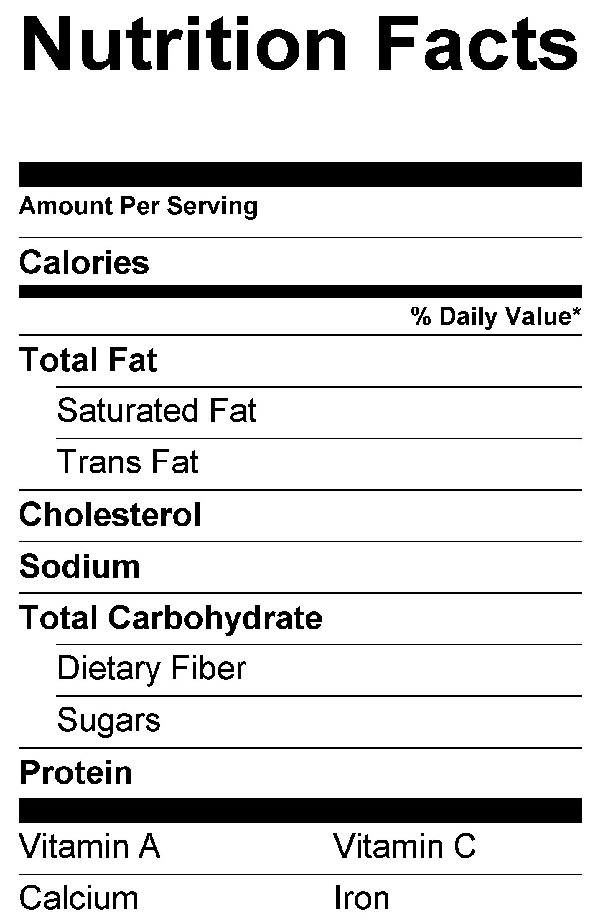 Nutrition Facts
Amount Per Serving
Calories
% Daily Value*
Total Fat
Saturated Fat
Trans Fat
Cholesterol
Sodium
Total Carbohydrate
Dietary Fiber
Sugars
Protein
Vitamin A Vitamin C
Calcium Iron